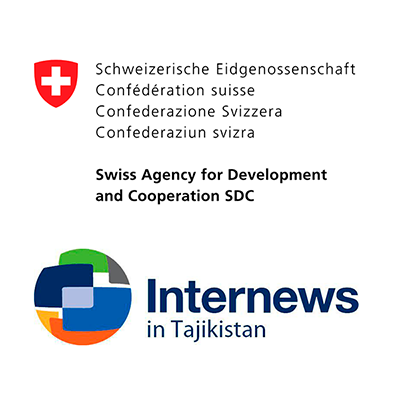 Schweizerische Eidgenossenschaft
Confédération suisse
Confederazione Svizzera
Confederaziun svizra
Swiss Agency for Development
and Cooperation SDC
Internews
in Tajikistan